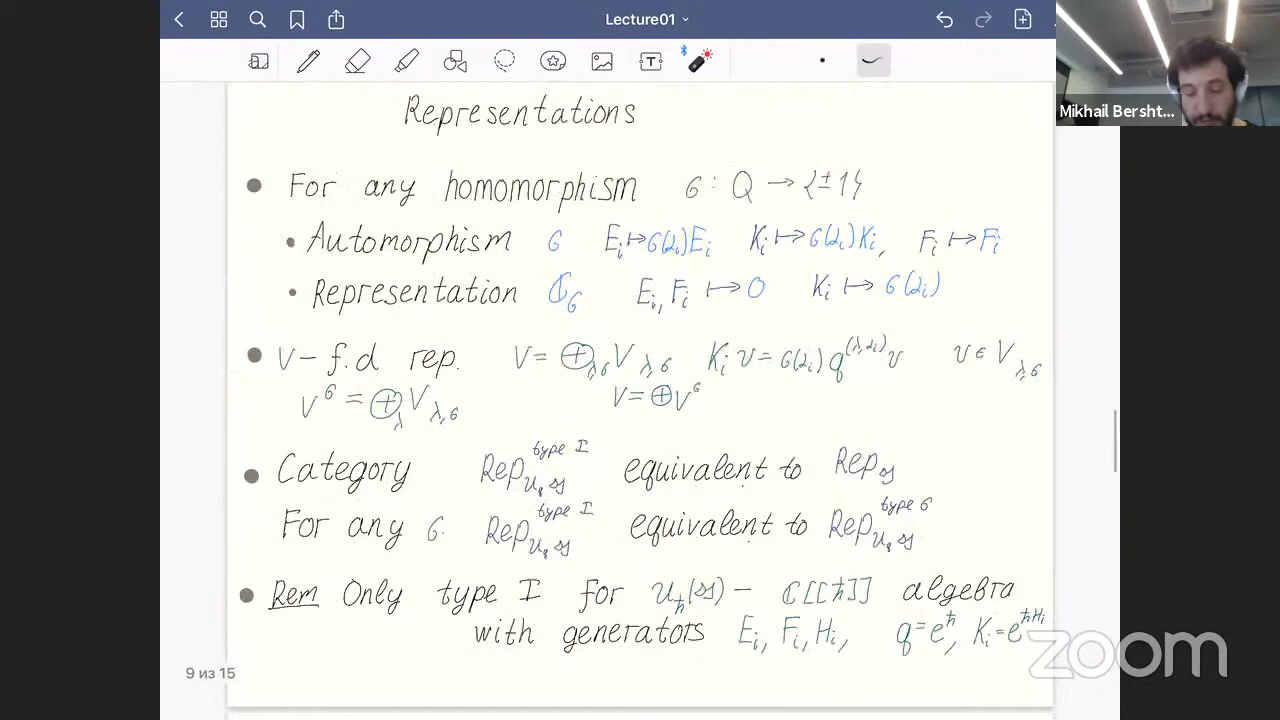 Lecture01
Mikhail Bersht...
Representations
• For any homomorphism σ : Q → {±1}
• Automorphism σ E_i ↦ σ(α_i)E_i K_i ↦ σ(α_i)K_i, F_i ↦ F_i
• Representation ℂ_σ E_i, F_i ↦ 0 K_i ↦ σ(α_i)
• V – f.d rep. V = ⊕_{λ,σ} V_{λ,σ} K_i v = σ(α_i) q^{(λ,α_i)} v v ∈ V_{λ,σ}
V^σ = ⊕_λ V_{λ,σ} V = ⊕ V^σ
• Category Rep_{U_q 𝔤}^{type I} equivalent to Rep_𝔤
For any σ. Rep_{U_q 𝔤}^{type I} equivalent to Rep_{U_q 𝔤}^{type σ}
• Rem Only type I for U_ħ(𝔤) – ℂ[[ħ]] algebra
with generators E_i, F_i, H_i, q = e^ħ, K_i = e^{ħH_i}
9 из 15
zoom